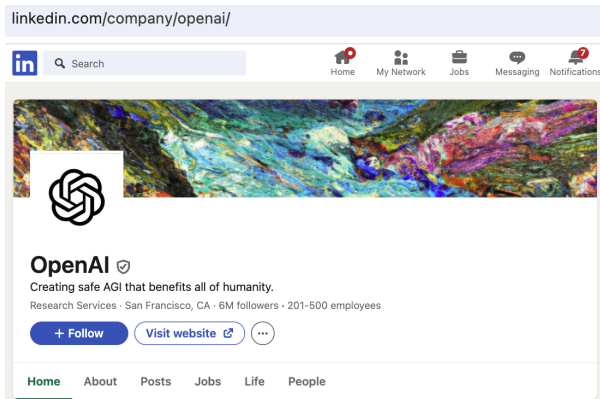 linkedin.com/company/openai/
in Search Home My Network Jobs Messaging 7 Notifications
OpenAI
Creating safe AGI that benefits all of humanity.
Research Services · San Francisco, CA · 6M followers · 201-500 employees
+ Follow Visit website ...
Home About Posts Jobs Life People